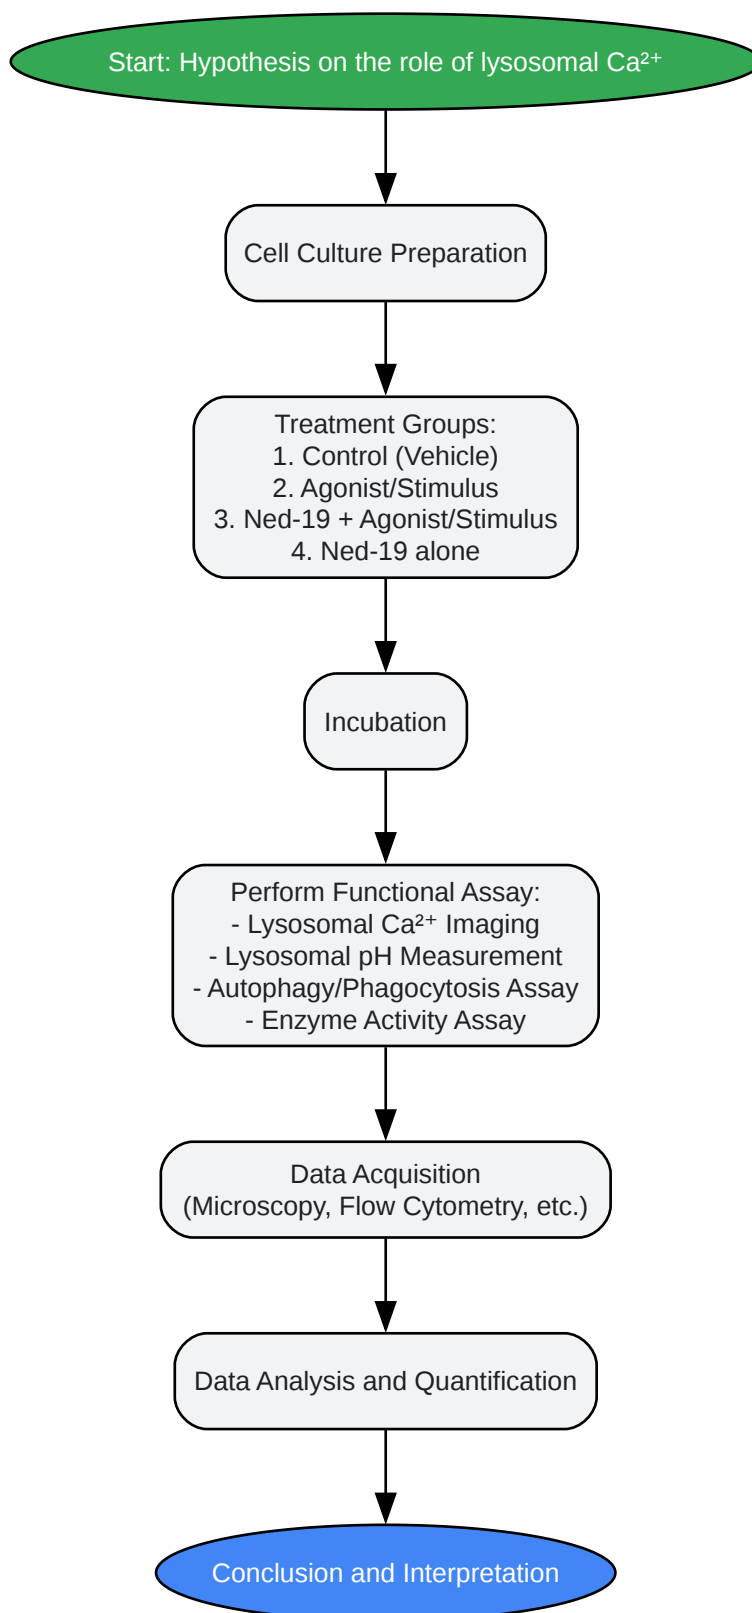 Start: Hypothesis on the role of lysosomal Ca²⁺
Cell Culture Preparation
Treatment Groups:
1. Control (Vehicle)
2. Agonist/Stimulus
3. Ned-19 + Agonist/Stimulus
4. Ned-19 alone
Incubation
Perform Functional Assay:
- Lysosomal Ca²⁺ Imaging
- Lysosomal pH Measurement
- Autophagy/Phagocytosis Assay
- Enzyme Activity Assay
Data Acquisition
(Microscopy, Flow Cytometry, etc.)
Data Analysis and Quantification
Conclusion and Interpretation